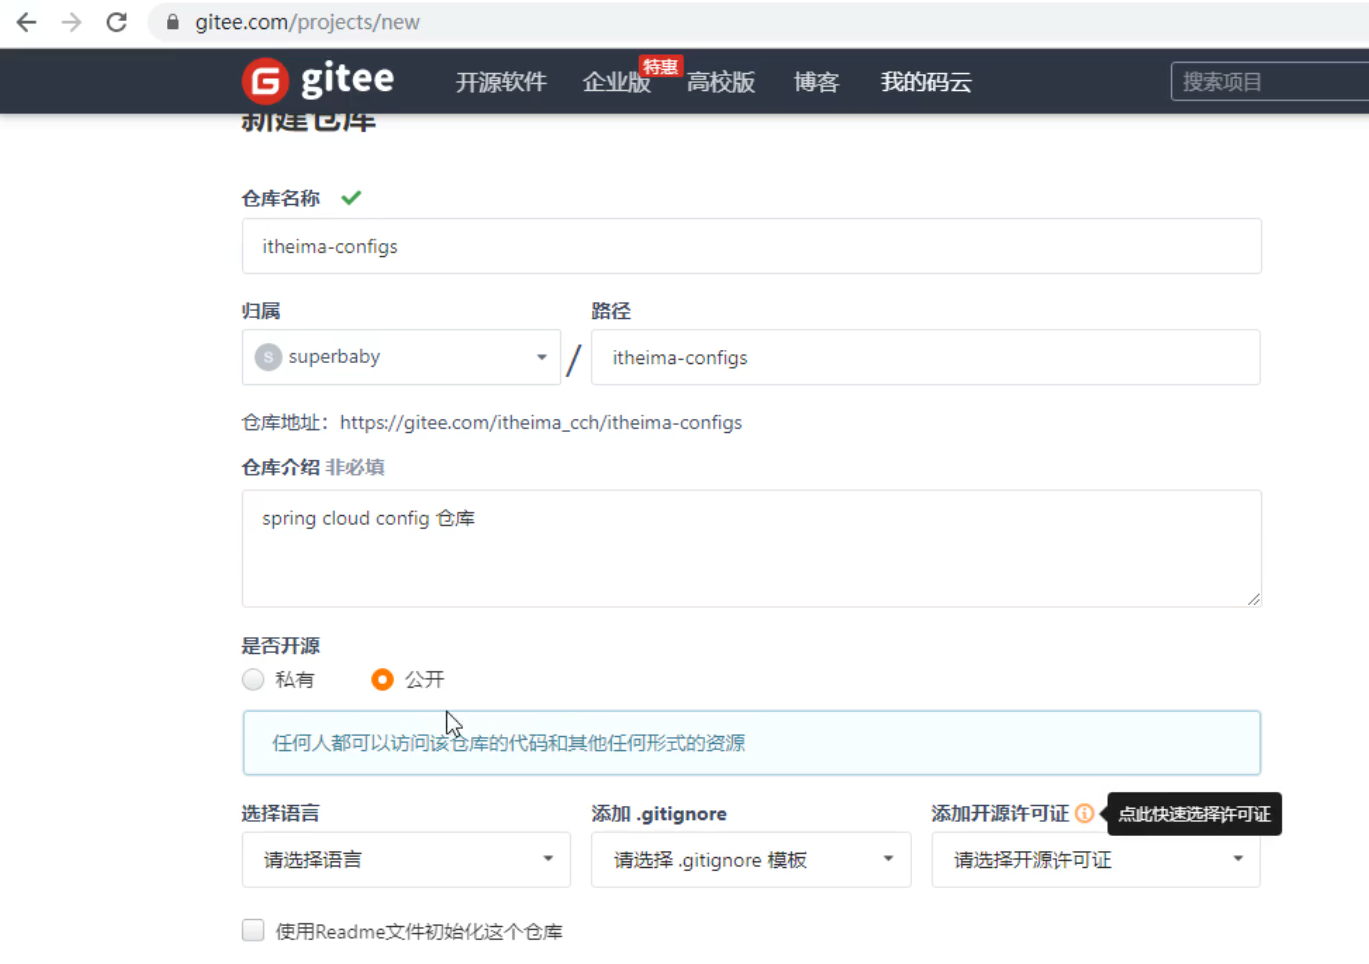 gitee.com/projects/new
gitee 开源软件 企业版 特惠 高校版 博客 我的码云 搜索项目
新建仓库
仓库名称
itheima-configs
归属 路径
S superbaby / itheima-configs
仓库地址：https://gitee.com/itheima_cch/itheima-configs
仓库介绍 非必填
spring cloud config 仓库
是否开源
私有 公开
任何人都可以访问该仓库的代码和其他任何形式的资源
选择语言 添加 .gitignore 添加开源许可证 点此快速选择许可证
请选择语言 请选择 .gitignore 模板 请选择开源许可证
使用Readme文件初始化这个仓库